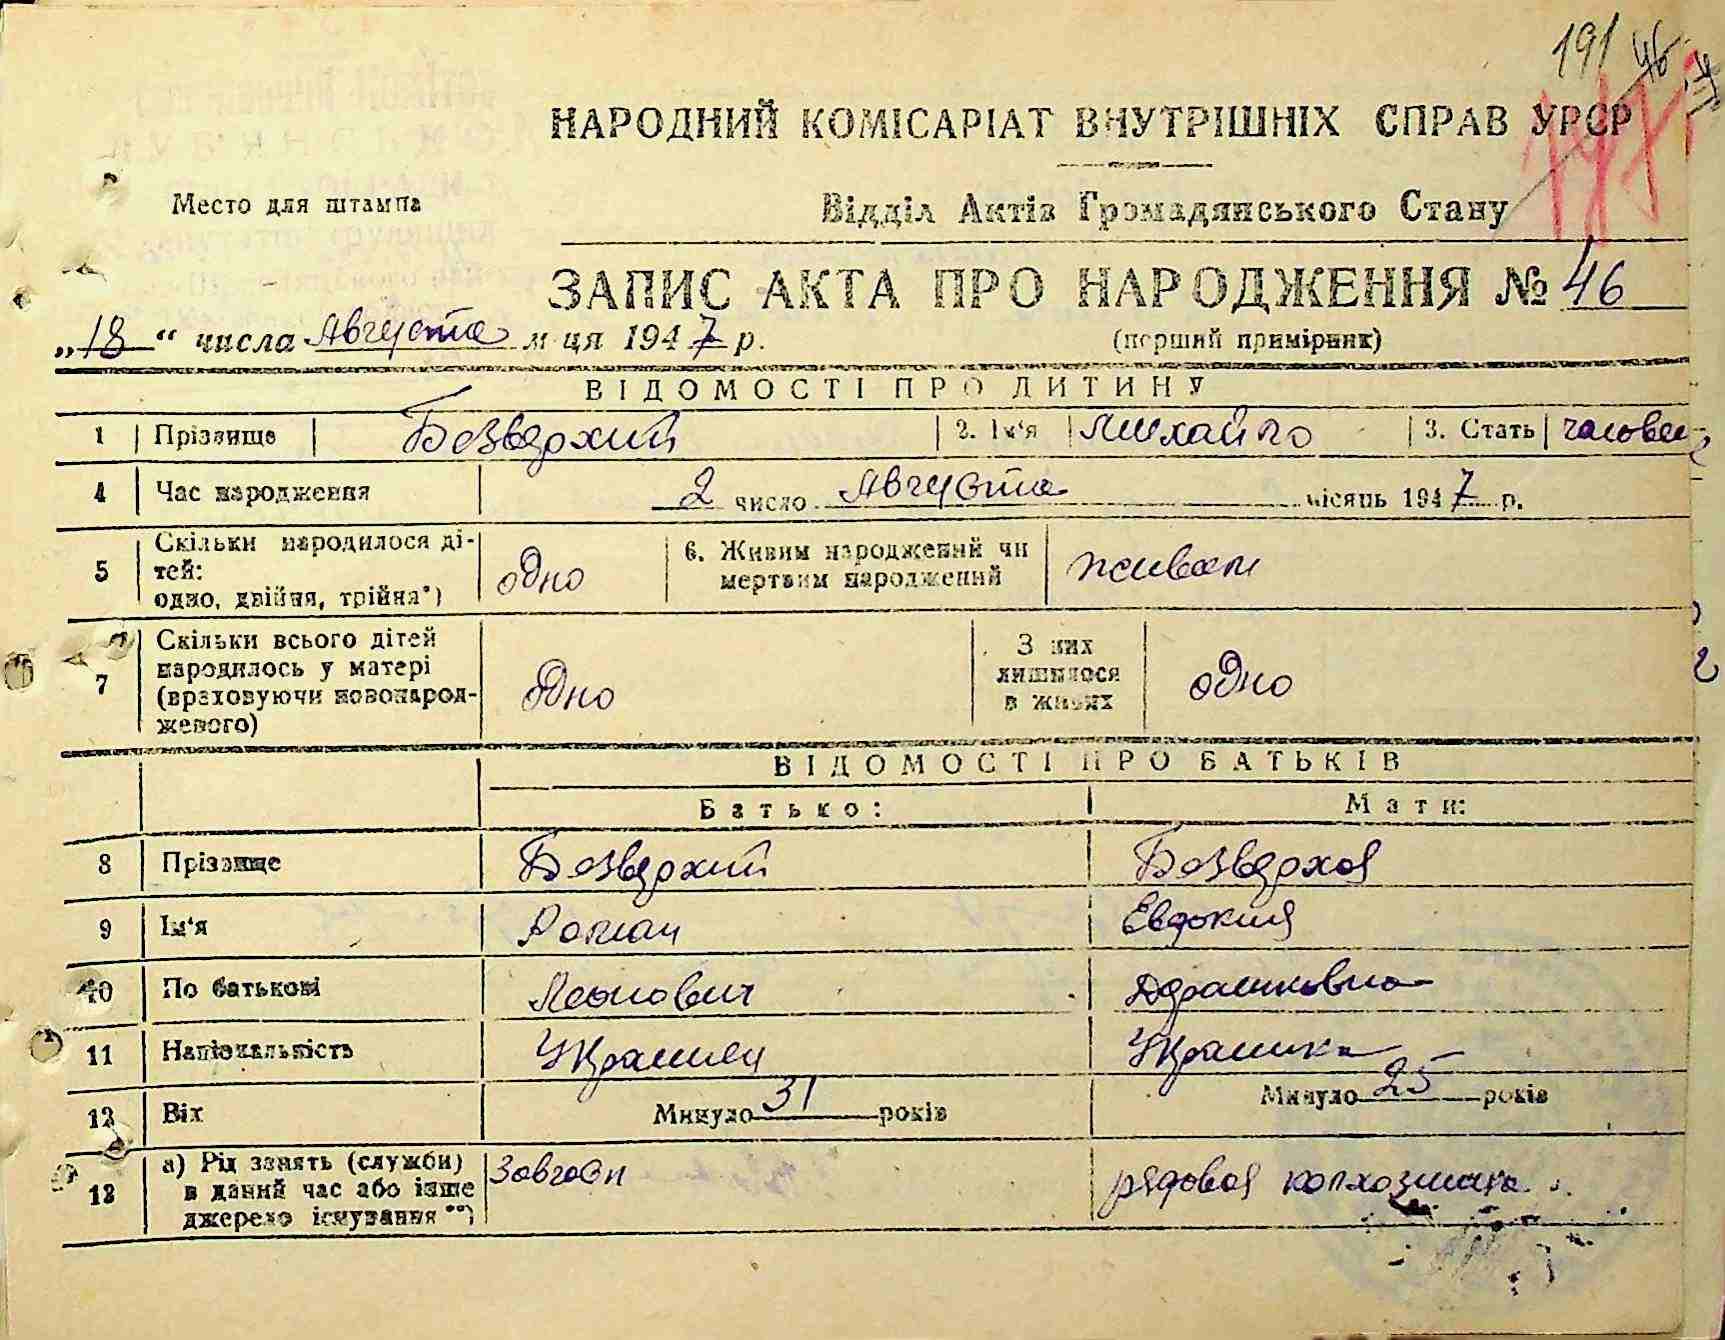 191 46
НАРОДНИЙ КОМІСАРІАТ ВНУТРІШНІХ СПРАВ УРСР
Место для штампа
Відділ Актів Громадянського Стану
ЗАПИС АКТА ПРО НАРОДЖЕННЯ № 46
„18“ числа Августа м-ця 1947 р.
(перший примірник)
ВІДОМОСТІ ПРО ДИТИНУ
1 Прізвище Безверхий 2. Ім'я Михайло 3. Стать
4 Час народження 2 число Августа місяць 1947 р.
5 Скільки народилося ді-
тей:
одно, двійня, трійня*) одно
6. Живим народжений чи
мертвим народжений живым
7 Скільки всього дітей
народилось у матері
(враховуючи новонарод-
женого) одно
З них
лишилося
в живих одно
ВІДОМОСТІ ПРО БАТЬКІВ
Батько: Мати:
8 Прізвище Безверхий Безверхая
9 Ім'я Роман Евдокия
10 По батькові Леонович
11 Національність Украинец Украинка
12 Вік Минуло 31 років Минуло 25 років
13 а) Рід занять (служби)
в даний час або інше
джерело існування**)
Завгосп рядовая колхозница